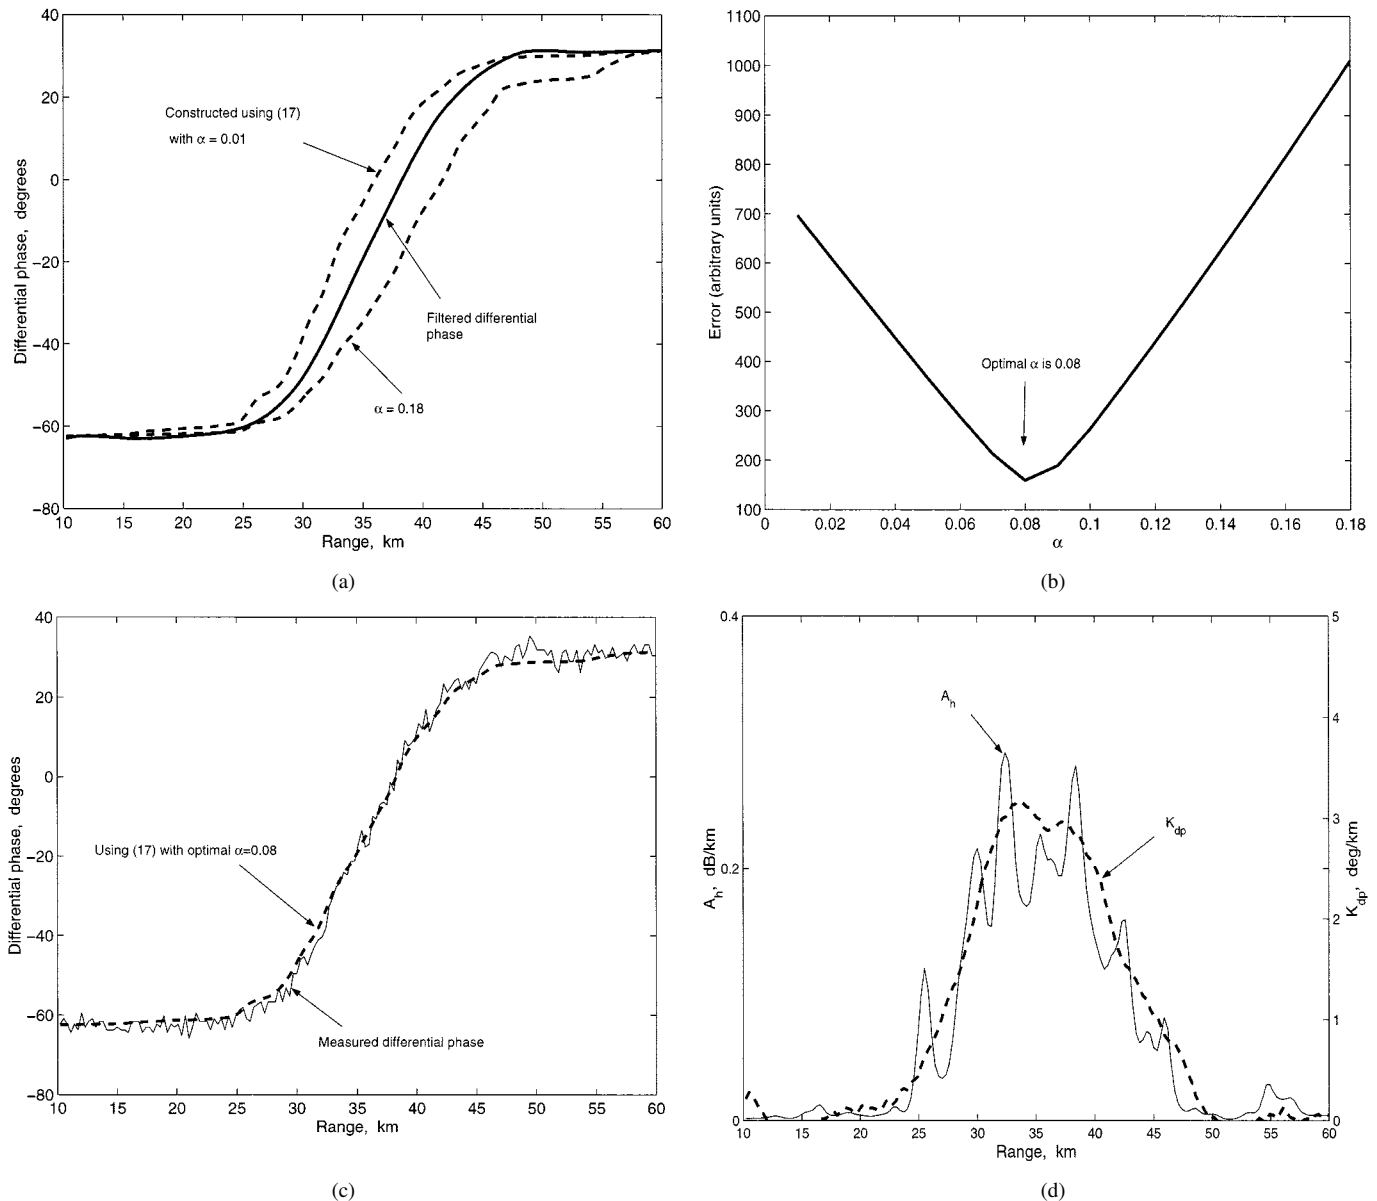 40
20
0
−20
−40
−60
−80
Differential phase, degrees
Constructed using (17)
with α = 0.01
Filtered differential
phase
α = 0.18
10 15 20 25 30 35 40 45 50 55 60
Range, km
(a)
1100
1000
900
800
700
600
500
400
300
200
100
Error (arbitrary units)
Optimal α is 0.08
0 0.02 0.04 0.06 0.08 0.1 0.12 0.14 0.16 0.18
α
(b)
40
20
0
−20
−40
−60
−80
Differential phase, degrees
Using (17) with optimal α=0.08
Measured differential phase
10 15 20 25 30 35 40 45 50 55 60
Range, km
(c)
0.4
0.2
0
A_h, dB/km
A_h
K_dp
5
4
3
2
1
0
K_dp, deg/km
10 15 20 25 30 35 40 45 50 55 60
Range, km
(d)